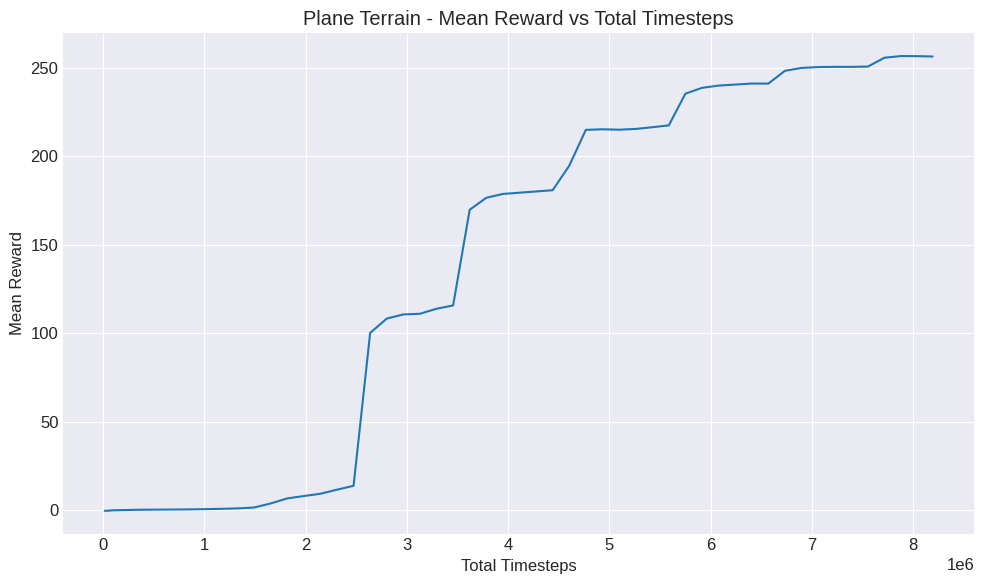 Plane Terrain - Mean Reward vs Total Timesteps
250
200
150
100
50
0
Mean Reward
0 1 2 3 4 5 6 7 8
1e6
Total Timesteps